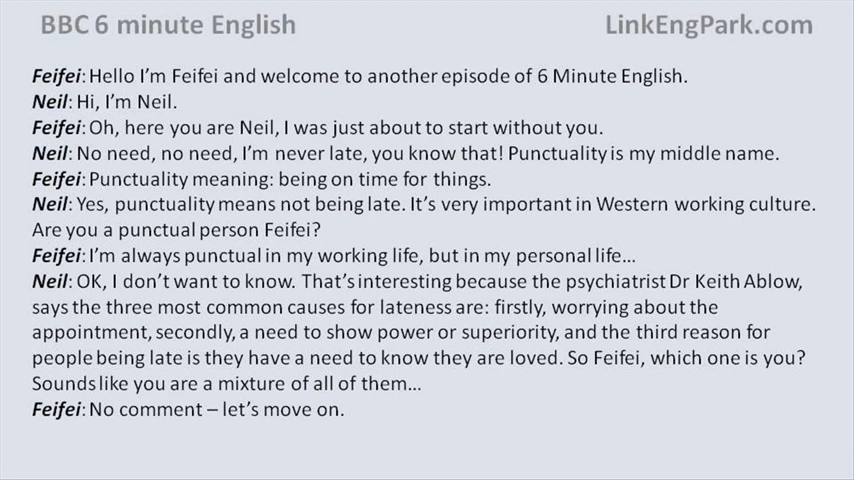 BBC 6 minute English
LinkEngPark.com
Feifei: Hello I’m Feifei and welcome to another episode of 6 Minute English.
Neil: Hi, I’m Neil.
Feifei: Oh, here you are Neil, I was just about to start without you.
Neil: No need, no need, I’m never late, you know that! Punctuality is my middle name.
Feifei: Punctuality meaning: being on time for things.
Neil: Yes, punctuality means not being late. It’s very important in Western working culture.
Are you a punctual person Feifei?
Feifei: I’m always punctual in my working life, but in my personal life…
Neil: OK, I don’t want to know. That’s interesting because the psychiatrist Dr Keith Ablow,
says the three most common causes for lateness are: firstly, worrying about the
appointment, secondly, a need to show power or superiority, and the third reason for
people being late is they have a need to know they are loved. So Feifei, which one is you?
Sounds like you are a mixture of all of them…
Feifei: No comment – let’s move on.